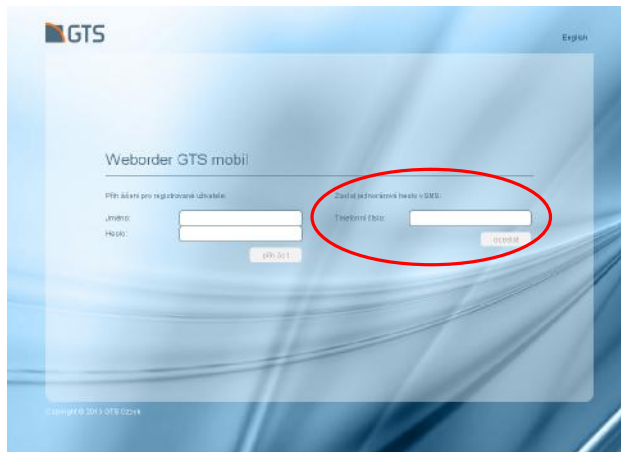 GTS
English
Weborder GTS mobil
Přihlášení pro registrované uživatele:
Jméno:
Heslo:
přihlásit
Zaslat jednorázové heslo v SMS:
Telefonní číslo:
odeslat
Copyright © 2013 GTS Czech